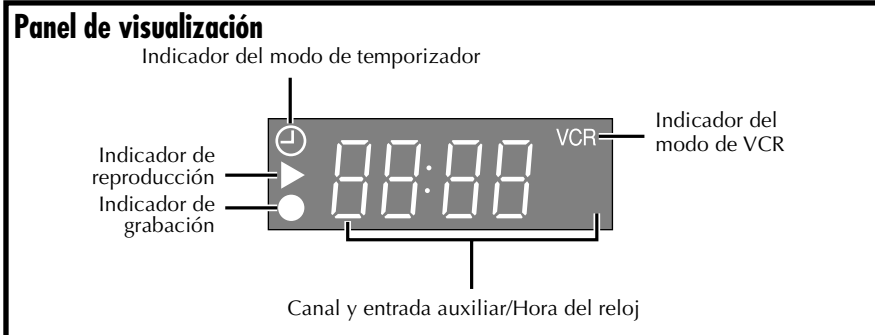 Panel de visualización
Indicador del modo de temporizador
VCR
Indicador del
modo de VCR
Indicador de
reproducción
Indicador de
grabación
88:88
Canal y entrada auxiliar/Hora del reloj